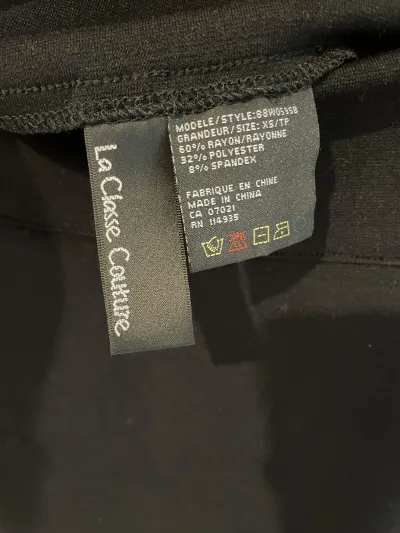 La Classe Couture
MODELE/STYLE:88W0595B
GRANDEUR/SIZE: XS/TP
60% RAYON/RAYONNE
32% POLYESTER
8% SPANDEX
FABRIQUE EN CHINE
MADE IN CHINA
CA 07021
RN 114935